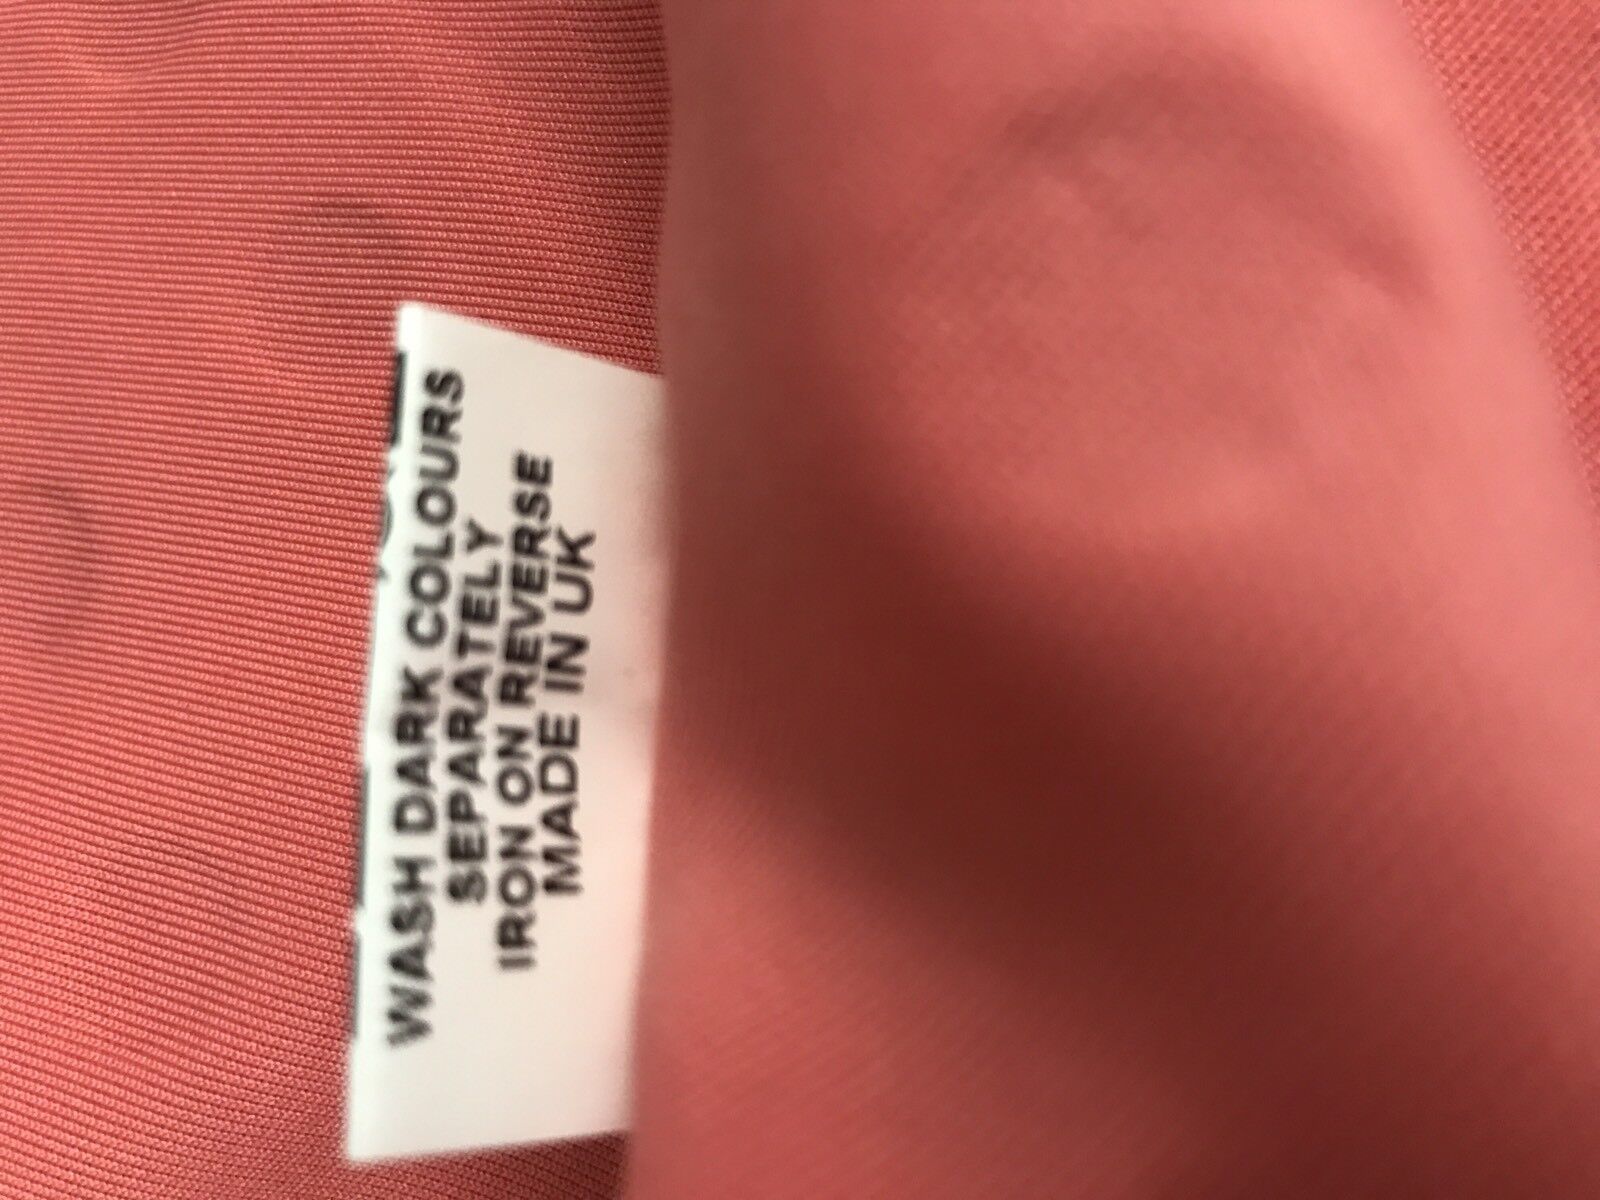 WASH DARK COLOURS
SEPARATELY
IRON ON REVERSE
MADE IN UK